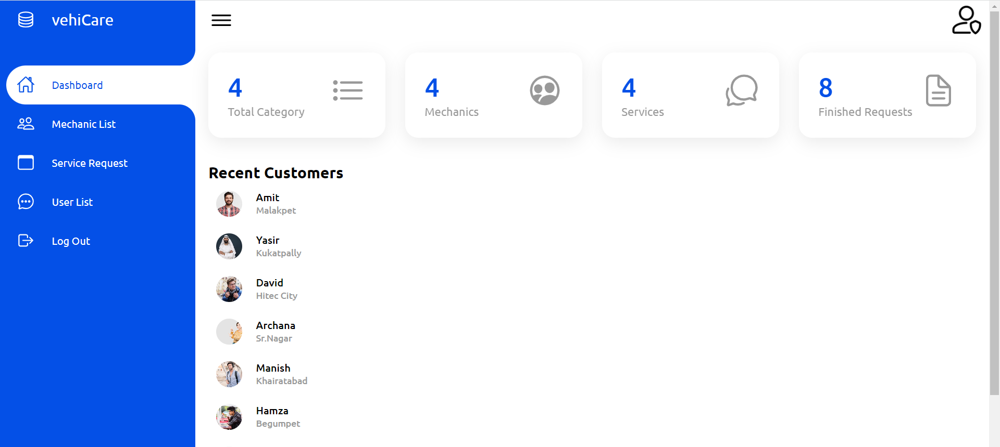 vehiCare
Dashboard
Mechanic List
Service Request
User List
Log Out
4
Total Category
4
Mechanics
4
Services
8
Finished Requests
Recent Customers
Amit
Malakpet
Yasir
Kukatpally
David
Hitec City
Archana
Sr.Nagar
Manish
Khairatabad
Hamza
Begumpet